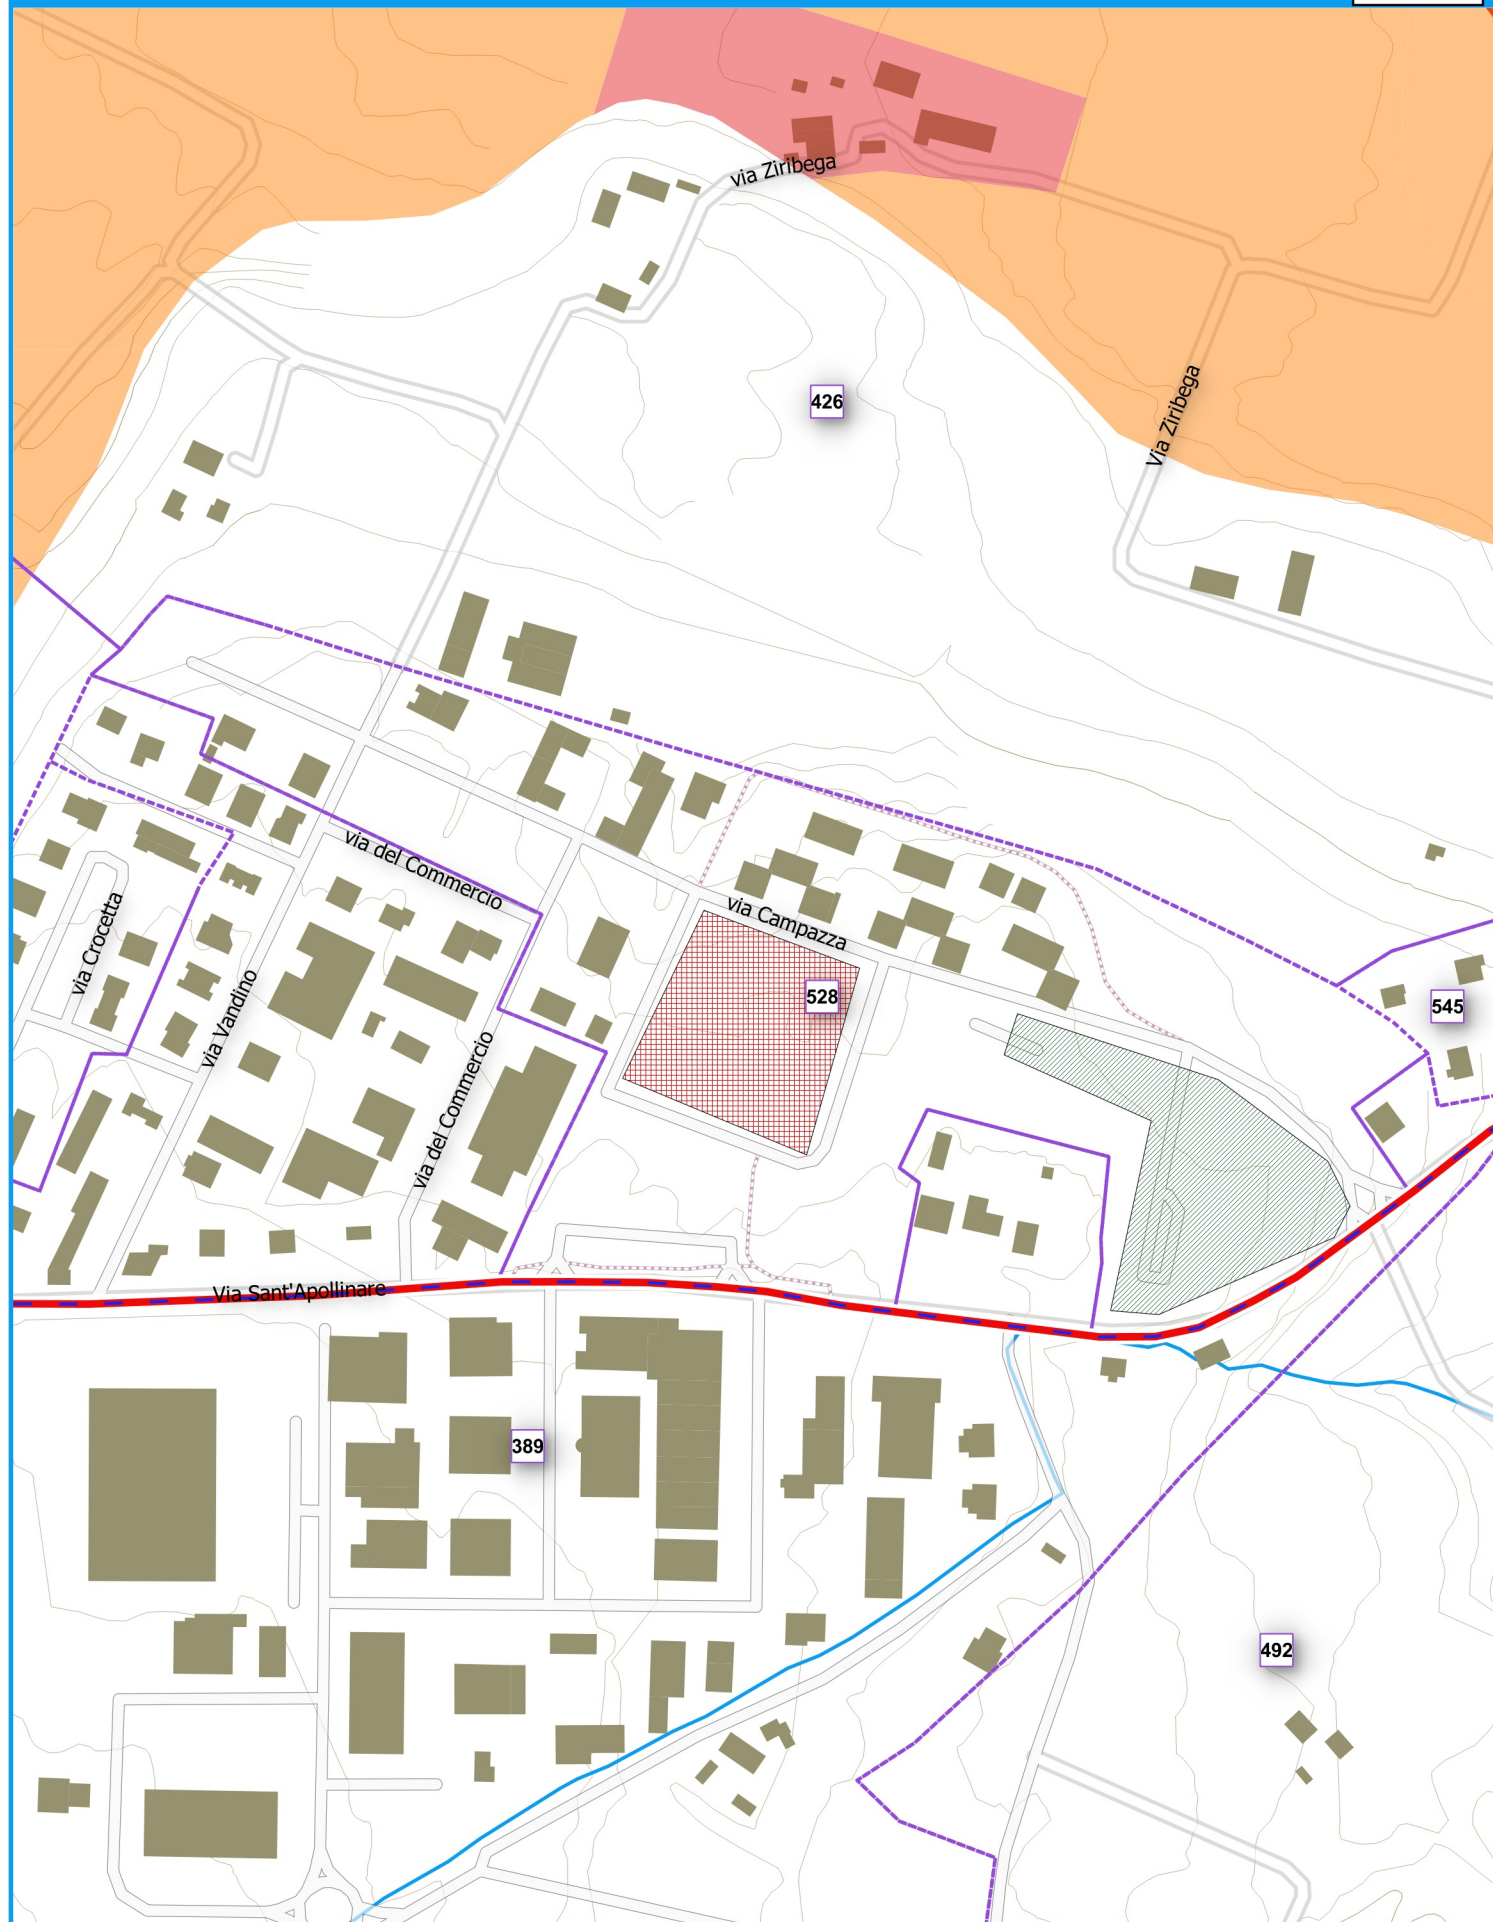 via Ziribega
Via Ziribega
426
via del Commercio
via Crocetta
via Campazza
528
545
via Vandino
via del Commercio
Via Sant'Apollinare
389
492